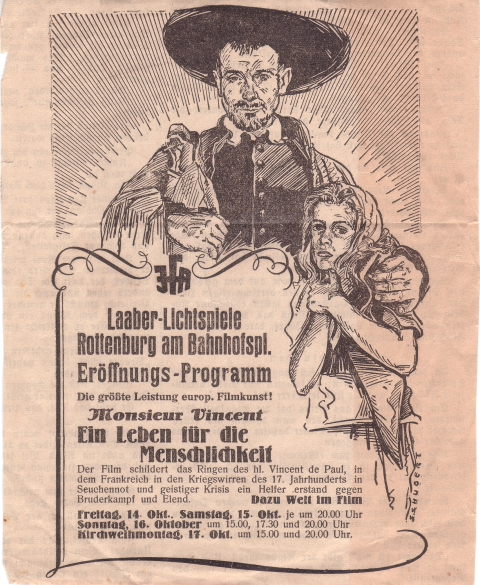 JFA
Laaber-Lichtspiele
Rottenburg am Bahnhofspl.
Eröffnungs-Programm
Die größte Leistung europ. Filmkunst!
Monsieur Vincent
Ein Leben für die
Menschlichkeit
Der Film schildert das Ringen des hl. Vincent de Paul, in
dem Frankreich in den Kriegswirren des 17. Jahrhunderts in
Seuchennot und geistiger Krisis ein Helfer erstand gegen
Bruderkampf und Elend. Dazu Welt im Film
Freitag, 14 Okt., Samstag, 15. Okt. je um 20.00 Uhr
Sonntag, 16. Oktober um 15.00, 17.30 und 20.00 Uhr
Kirchweihmontag, 17. Okt. um 15.00 und 20.00 Uhr.